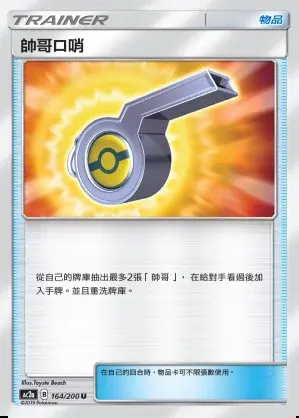 TRAINER 物品
帥哥口哨
從自己的牌庫抽出最多2張「帥哥」，在給對手看過後加
入手牌。並且重洗牌庫。
在自己的回合時，物品卡可不限張數使用。
Illus.Toyste Beach
AC2a B 164/200 U
©2019 Pokémon